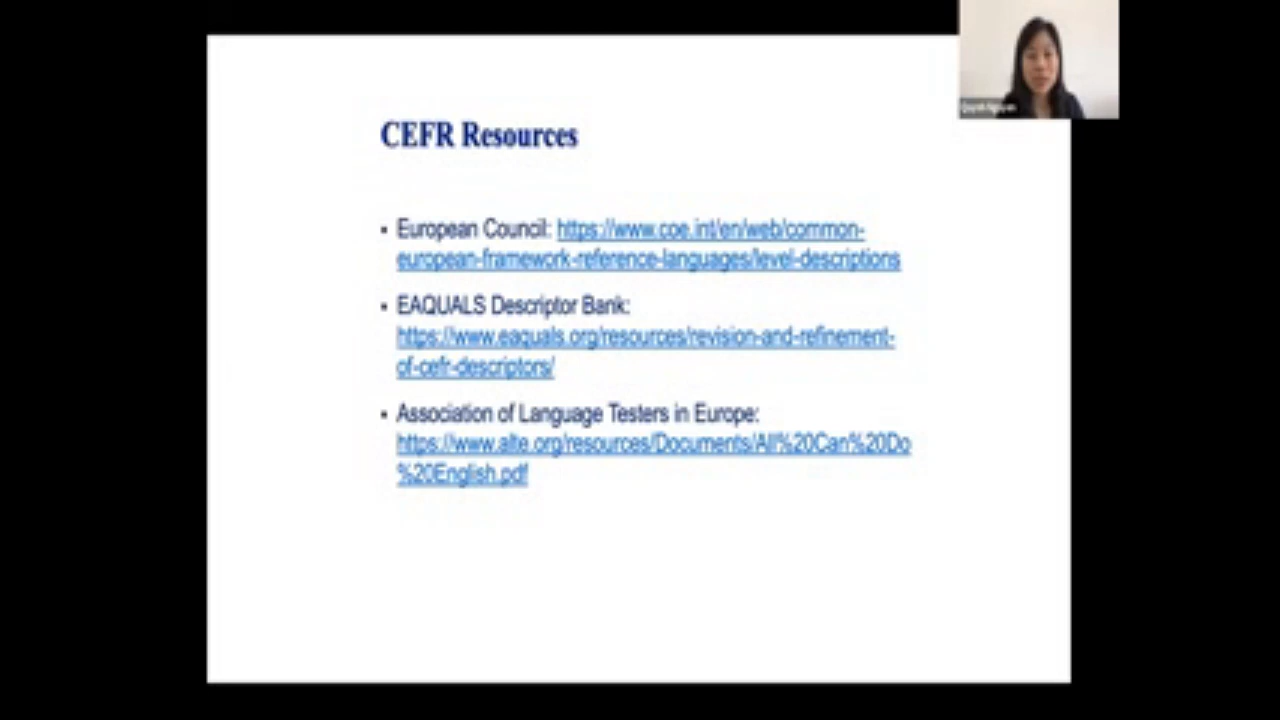 CEFR Resources
▪ European Council: https://www.coe.int/en/web/common-
european-framework-reference-languages/level-descriptions
▪ EAQUALS Descriptor Bank:
https://www.eaquals.org/resources/revision-and-refinement-
of-cefr-descriptors/
▪ Association of Language Testers in Europe:
https://www.alte.org/resources/Documents/All%20Can%20Do
%20English.pdf